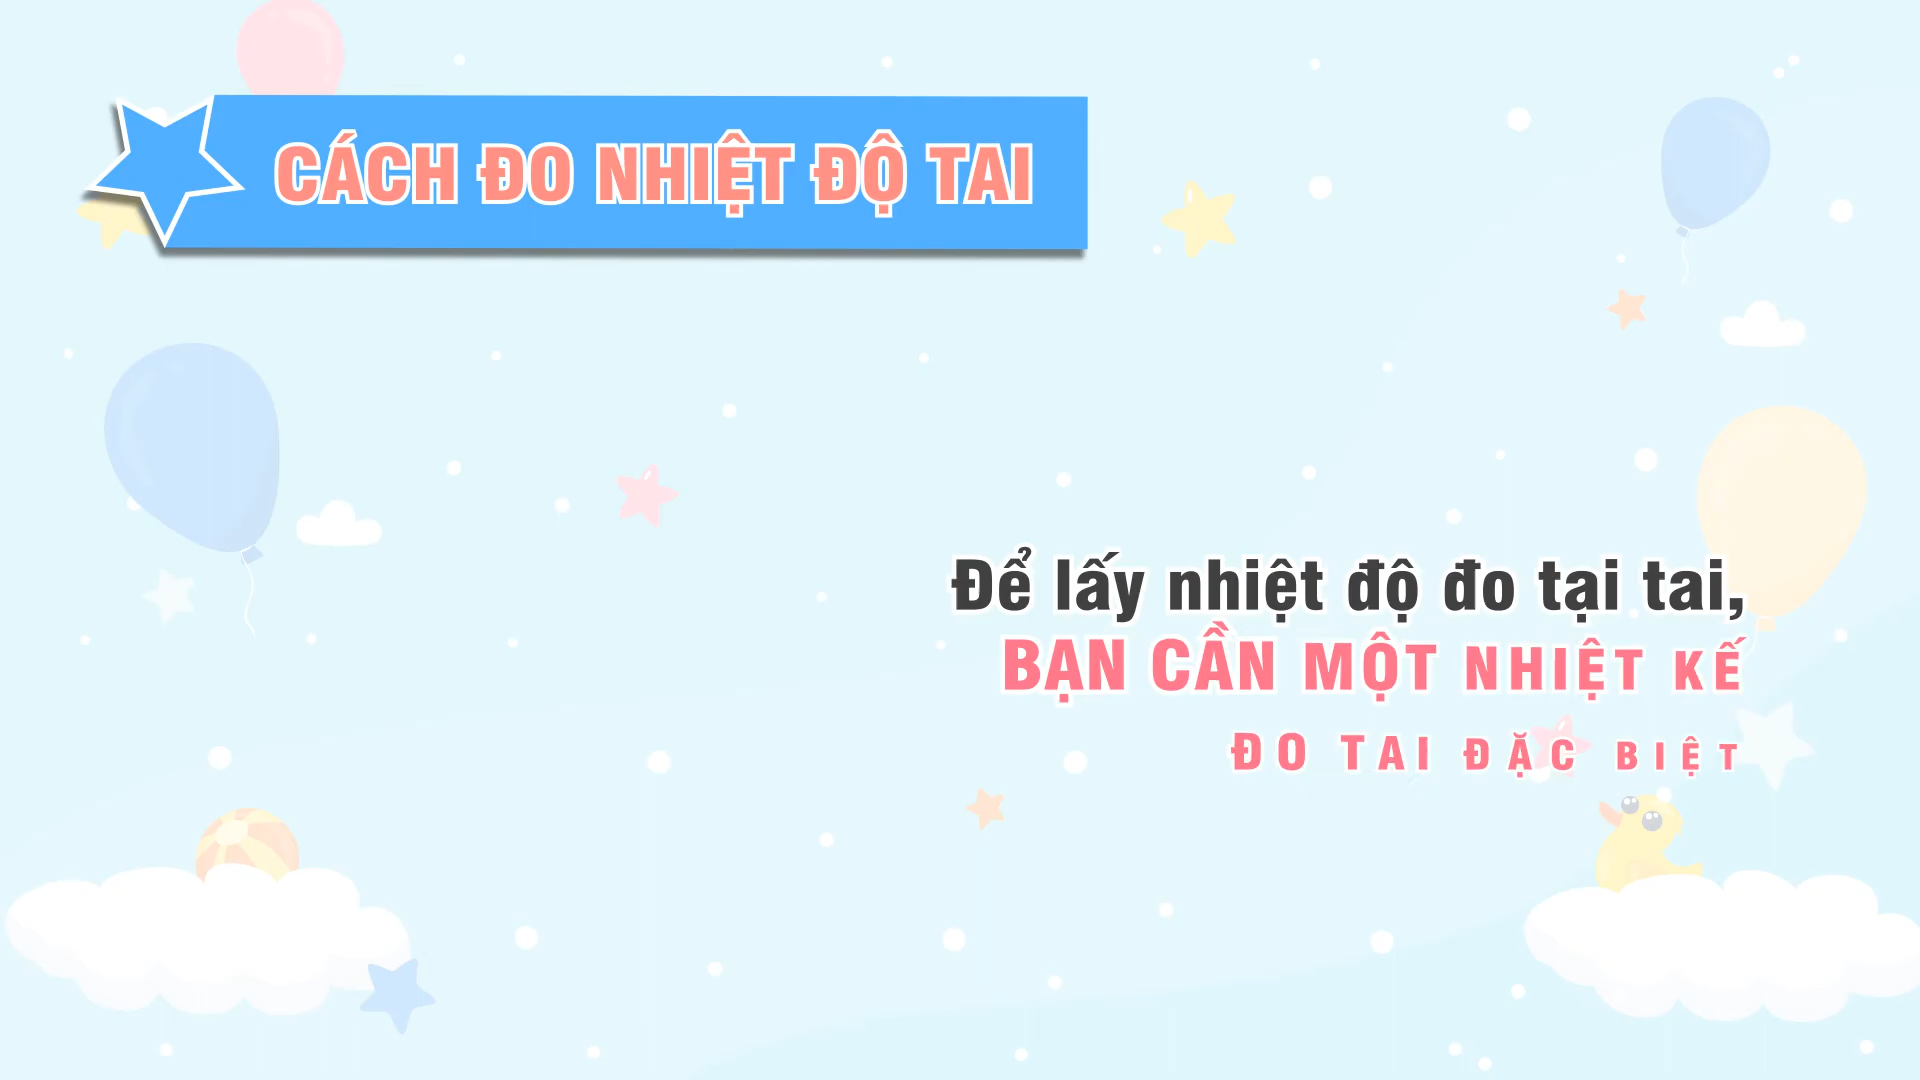 CÁCH ĐO NHIỆT ĐỘ TAI
Để lấy nhiệt độ đo tại tai,
BẠN CẦN MỘT NHIỆT KẾ
ĐO TAI ĐẶC BIỆT